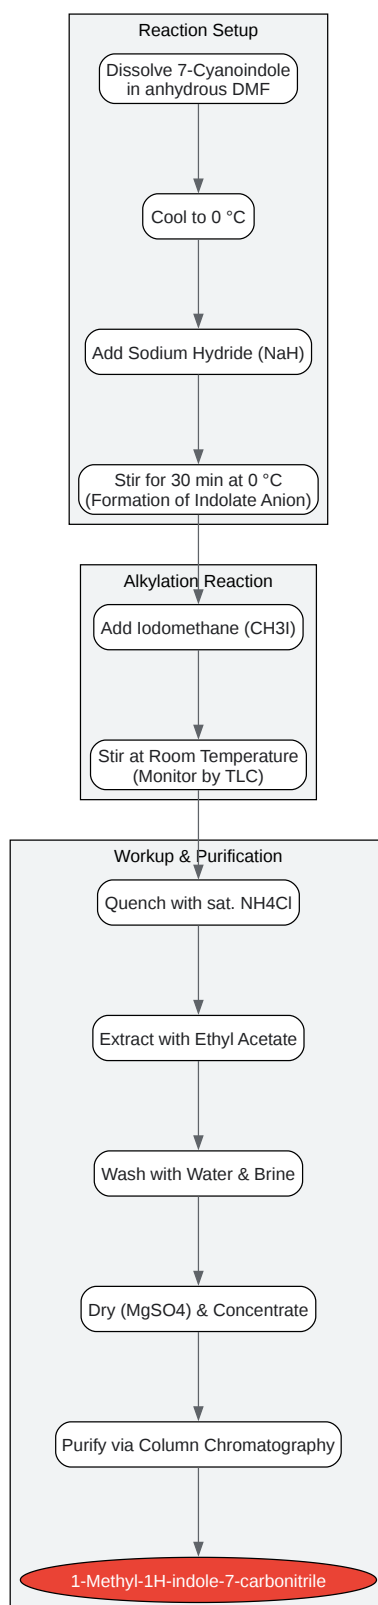 Reaction Setup
Dissolve 7-Cyanoindole
in anhydrous DMF
Cool to 0 °C
Add Sodium Hydride (NaH)
Stir for 30 min at 0 °C
(Formation of Indolate Anion)
Alkylation Reaction
Add Iodomethane (CH3I)
Stir at Room Temperature
(Monitor by TLC)
Workup & Purification
Quench with sat. NH4Cl
Extract with Ethyl Acetate
Wash with Water & Brine
Dry (MgSO4) & Concentrate
Purify via Column Chromatography
1-Methyl-1H-indole-7-carbonitrile